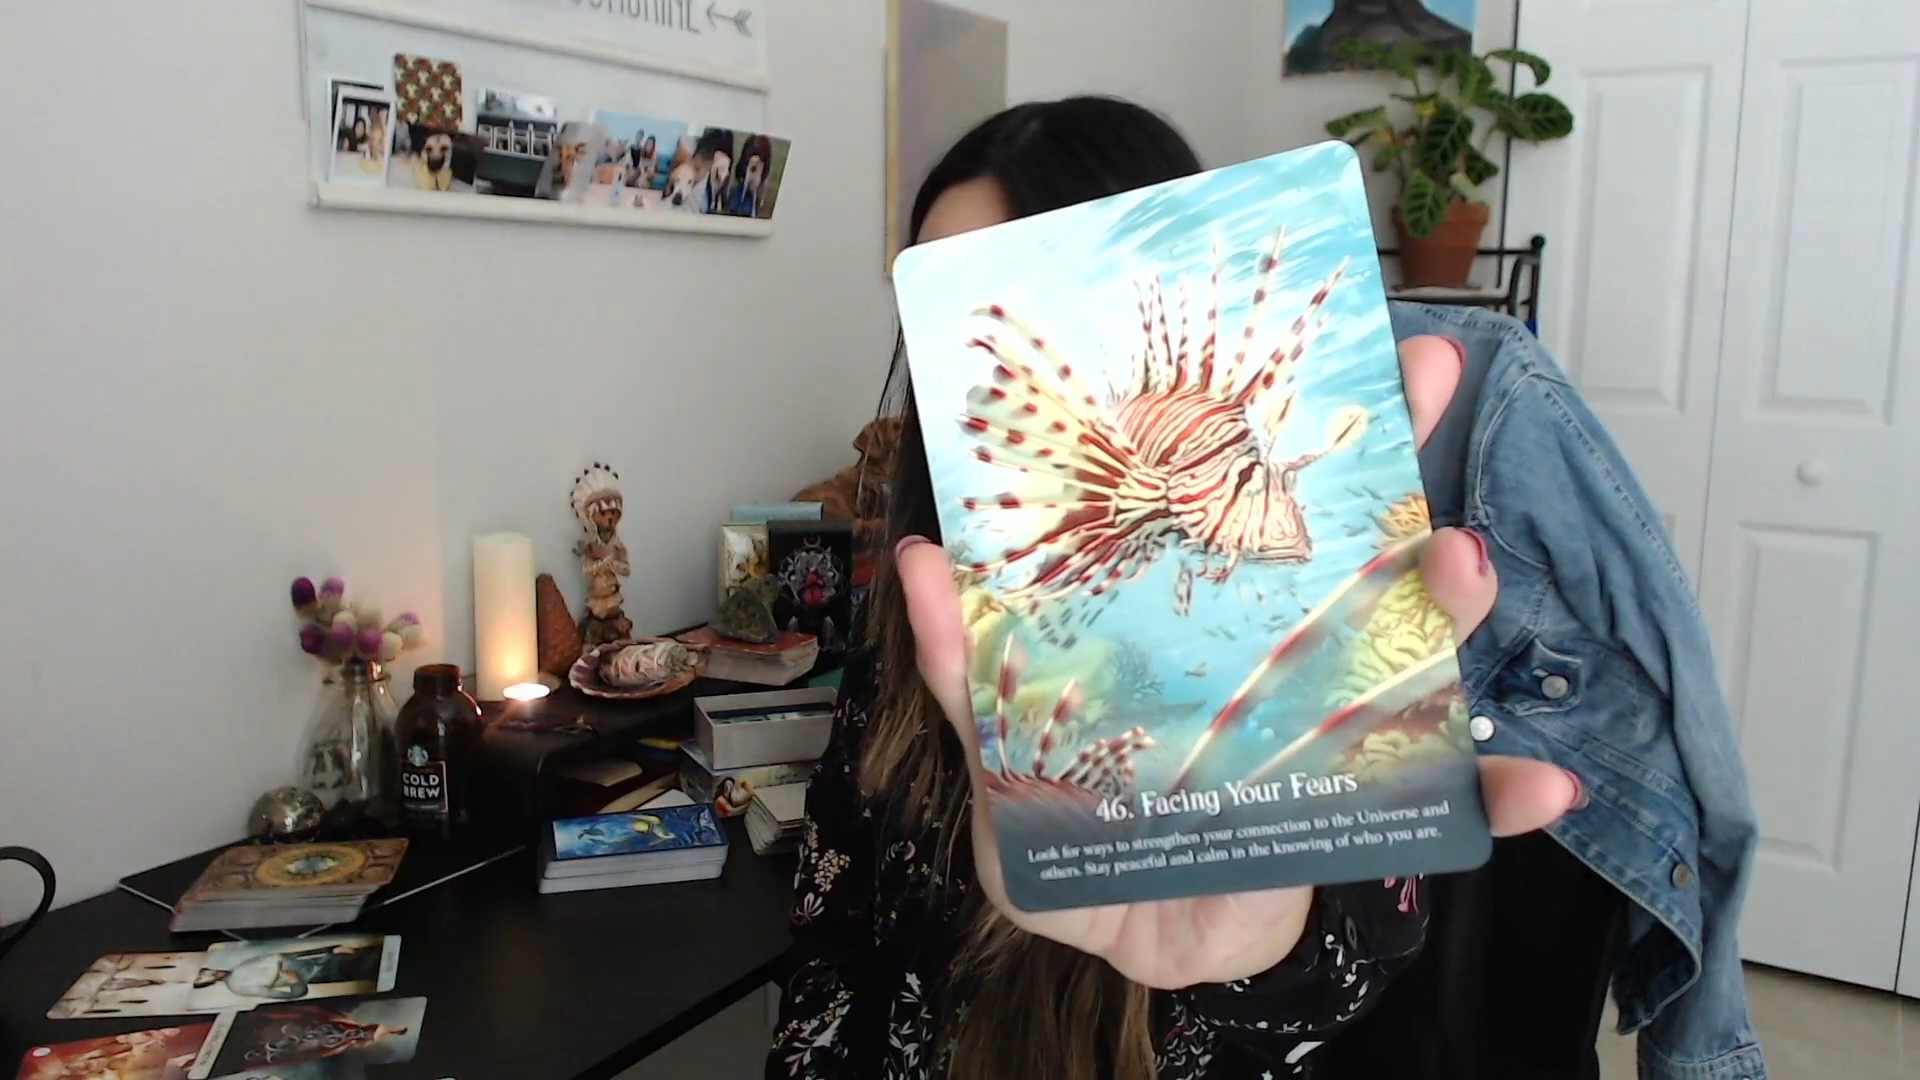 SUNSHINE
COLD
BREW
46. Facing Your Fears
Look for ways to strengthen your connection to the Universe and
others. Stay peaceful and calm in the knowing of who you are.